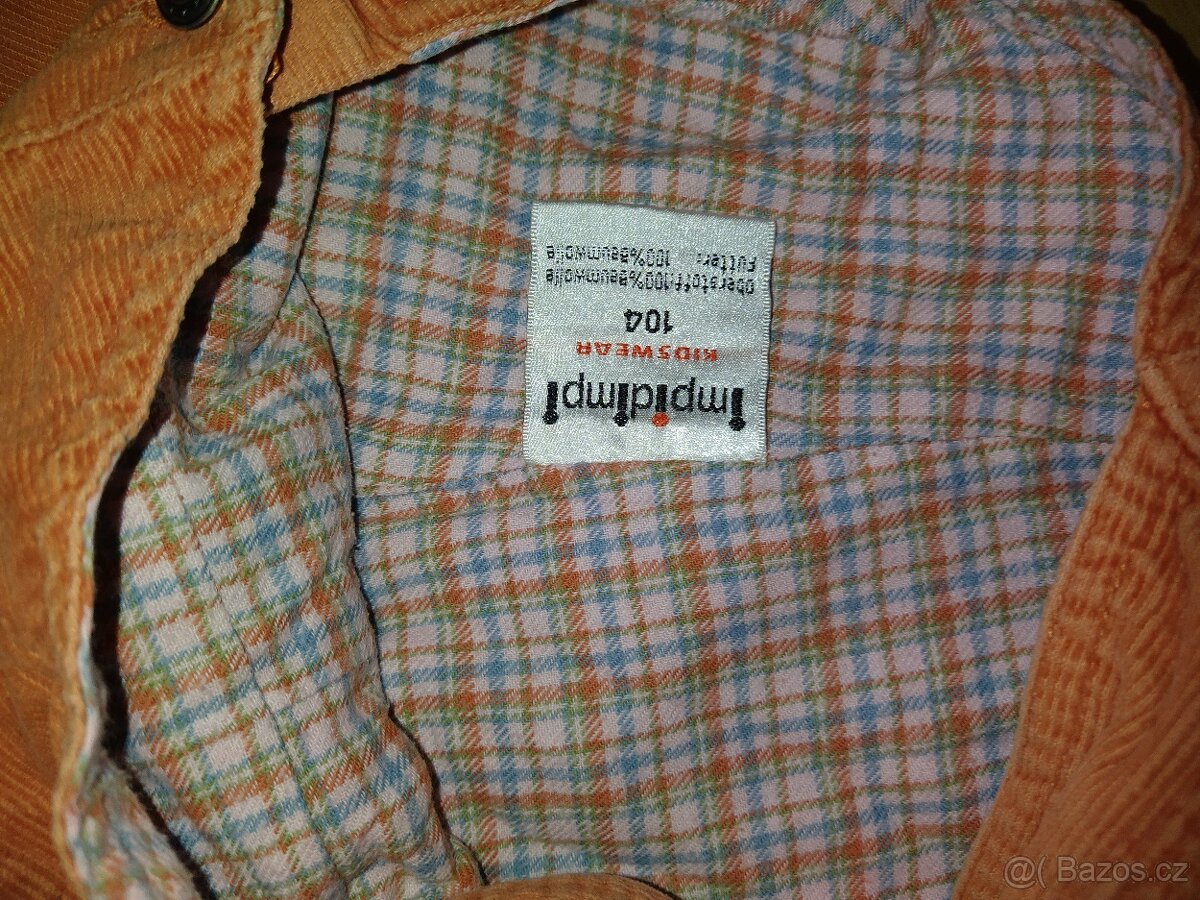 impidimpi
KIDSWEAR
104
Oberstoff:100%Baumwolle
Futter: 100%Baumwolle
@( Bazos.cz